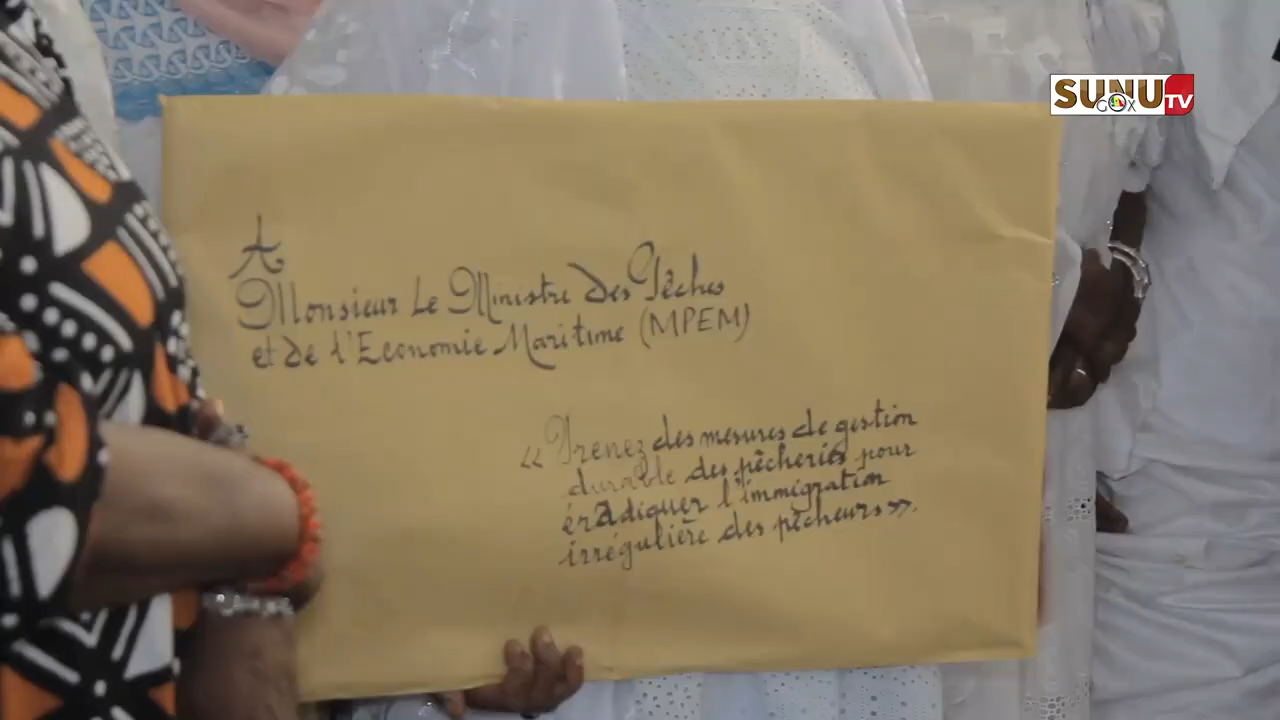 SUNU
GOX
TV
A
Monsieur Le Ministre des Pêches
et de l'Economie Maritime (MPEM)
« Prenez des mesures de gestion
durable des pêcheries pour
éradiquer l'immigration
irrégulière des pêcheurs ».